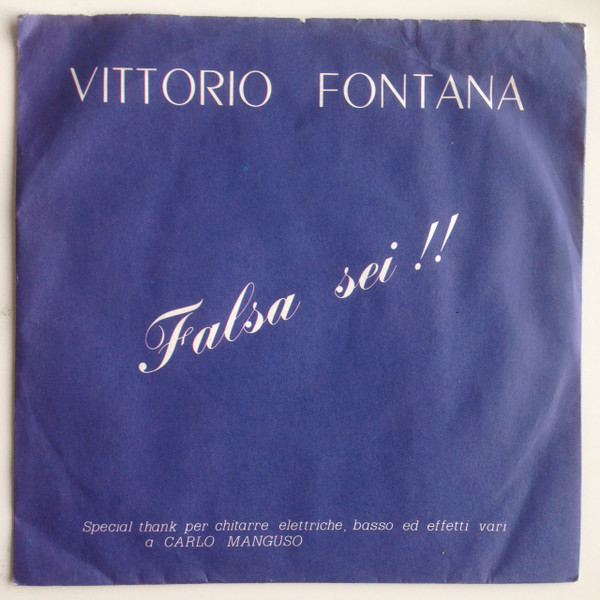 VITTORIO FONTANA
Falsa sei!!
Special thank per chitarre elettriche, basso ed effetti vari
a CARLO MANGUSO